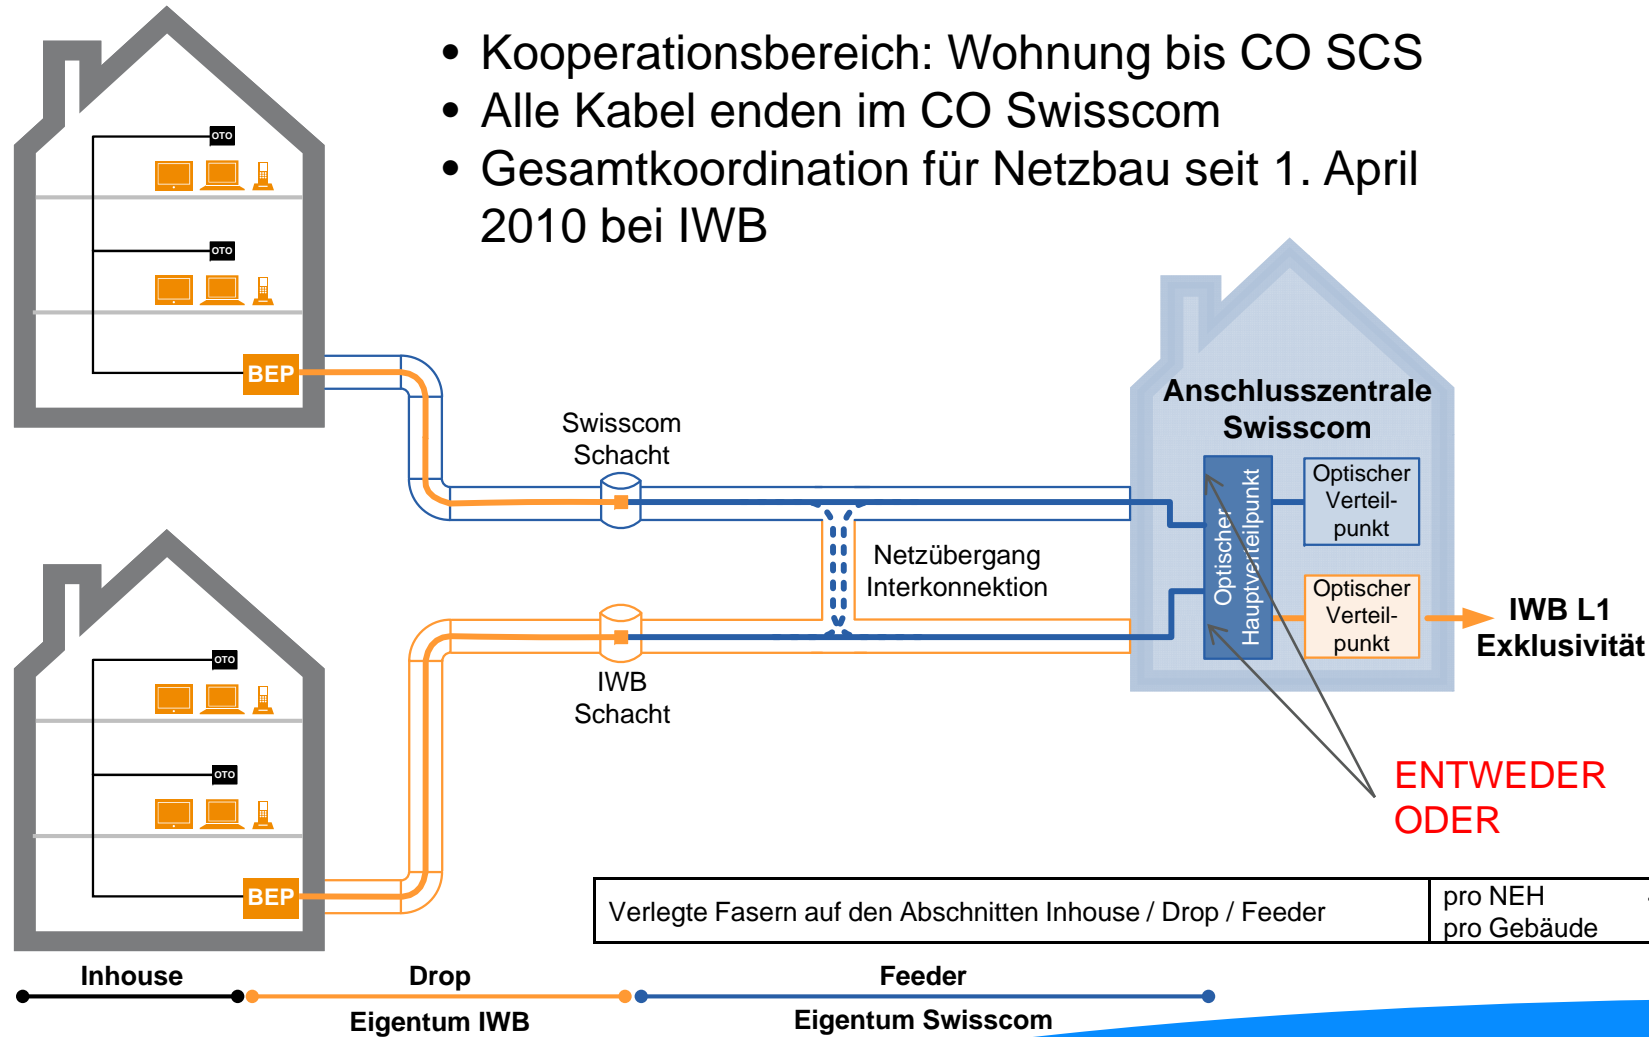 • Kooperationsbereich: Wohnung bis CO SCS
• Alle Kabel enden im CO Swisscom
• Gesamtkoordination für Netzbau seit 1. April
2010 bei IWB
OTO
OTO
BEP
Swisscom
Schacht
Anschlusszentrale
Swisscom
Optischer
Hauptverteilpunkt
Optischer
Verteil-
punkt
Optischer
Verteil-
punkt
Netzübergang
Interkonnektion
IWB L1
Exklusivität
IWB
Schacht
OTO
OTO
BEP
ENTWEDER
ODER
Verlegte Fasern auf den Abschnitten Inhouse / Drop / Feeder
pro NEH
pro Gebäude
Inhouse
Drop
Feeder
Eigentum IWB
Eigentum Swisscom